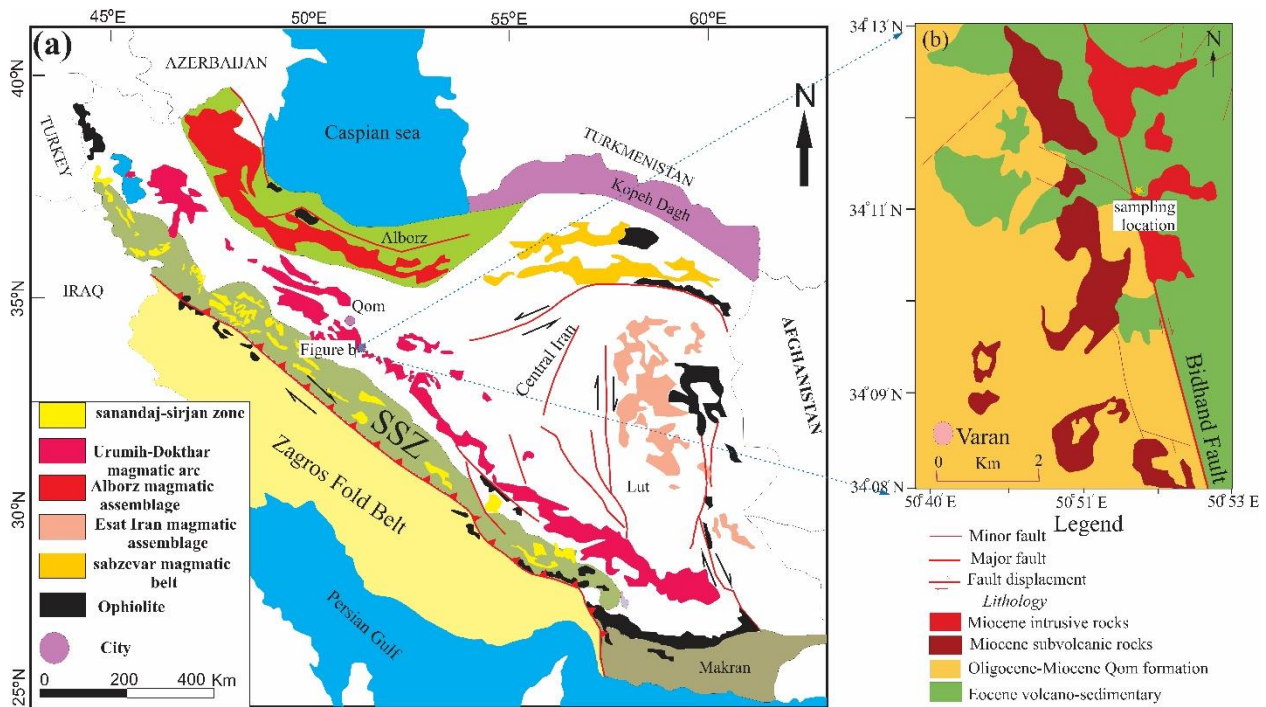 45°E
50°E
55°E
60°E
(a)
40°N
35°N
30°N
25°N
AZERBAIJAN
TURKEY
Caspian sea
N
TURKMENISTAN
Kopeh Dagh
Alborz
IRAQ
Qom
Figure b
Central Iran
AFGHANISTAN
SSZ
Lut
Zagros Fold Belt
Persian Gulf
Makran
sanandaj-sirjan zone
Urumih-Dokthar
magmatic arc
Alborz magmatic
assemblage
Esat Iran magmatic
assemblage
sabzevar magmatic
belt
Ophiolite
City
0 200 400 Km
(b)
N
34°13′N
34°11′N
34°09′N
34°08′N
sampling
location
Bidhand Fault
Varan
0 Km 2
50°40′E
50°51′E
50°53′E
Legend
Minor fault
Major fault
Fault displacment
Lithology
Miocene intrusive rocks
Miocene subvolcanic rocks
Oligocene-Miocene Qom formation
Eocene volcano-sedimentary